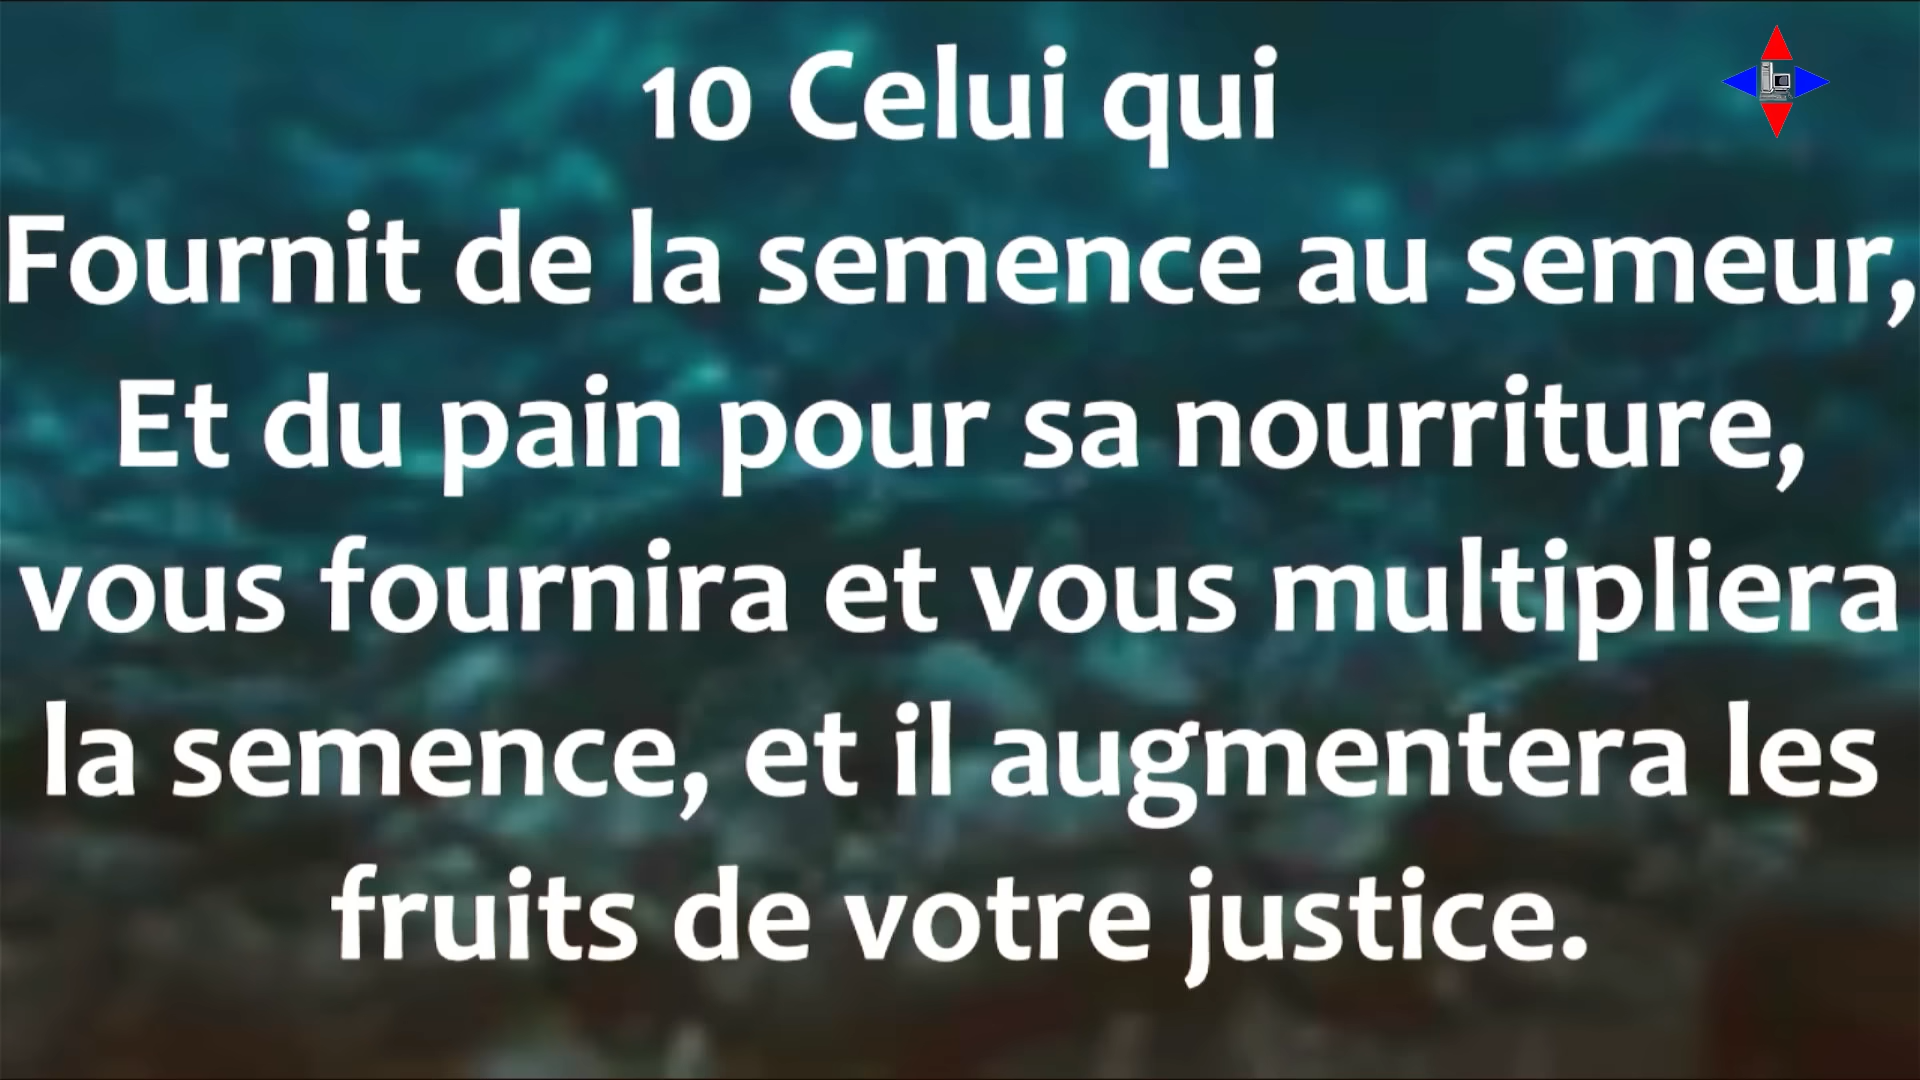 10 Celui qui
Fournit de la semence au semeur,
Et du pain pour sa nourriture,
vous fournira et vous multipliera
la semence, et il augmentera les
fruits de votre justice.